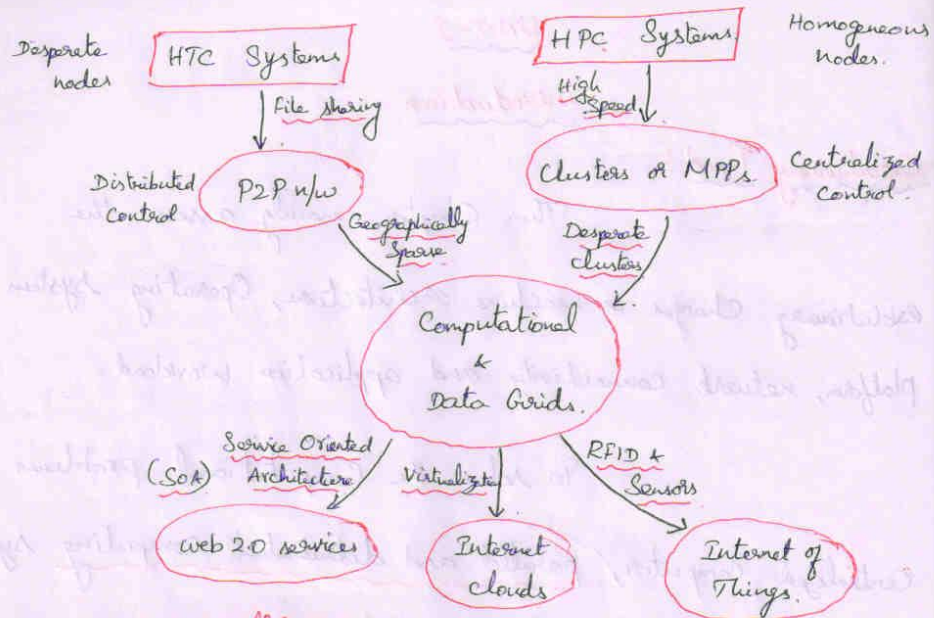 Desperate
nodes
HTC Systems
HPC Systems
Homogeneous
nodes.
File sharing
High
Speed
Distributed
Control
P2P n/w
Clusters or MPPs.
Centralized
Control.
Geographically
Sparse
Desperate
clusters
Computational
&
Data Grids.
Service Oriented
(SOA) Architecture
Virtualize
RFID &
Sensors
web 2.0 services
Internet
clouds
Internet of
Things.